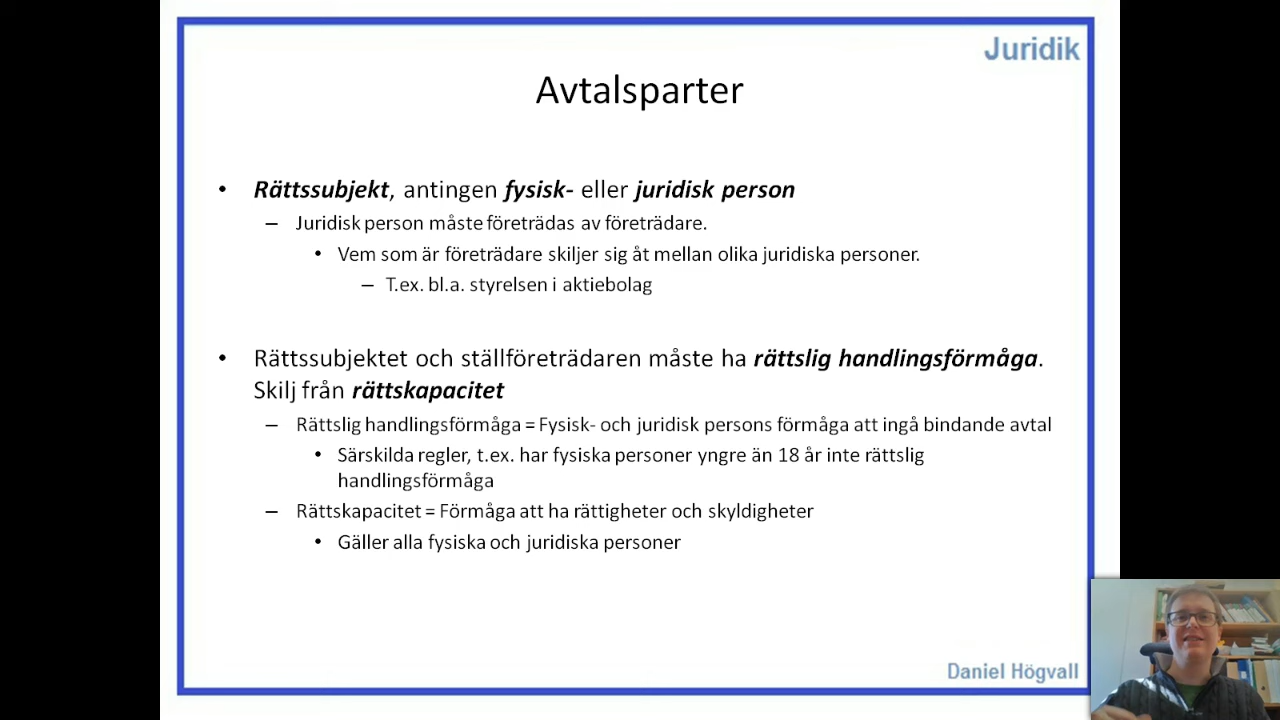 Juridik
Avtalsparter
• Rättssubjekt, antingen fysisk- eller juridisk person
– Juridisk person måste företrädas av företrädare.
• Vem som är företrädare skiljer sig åt mellan olika juridiska personer.
– T.ex. bl.a. styrelsen i aktiebolag
• Rättssubjektet och ställföreträdaren måste ha rättslig handlingsförmåga.
Skilj från rättskapacitet
– Rättslig handlingsförmåga = Fysisk- och juridisk persons förmåga att ingå bindande avtal
• Särskilda regler, t.ex. har fysiska personer yngre än 18 år inte rättslig
handlingsförmåga
– Rättskapacitet = Förmåga att ha rättigheter och skyldigheter
• Gäller alla fysiska och juridiska personer
Daniel Högvall